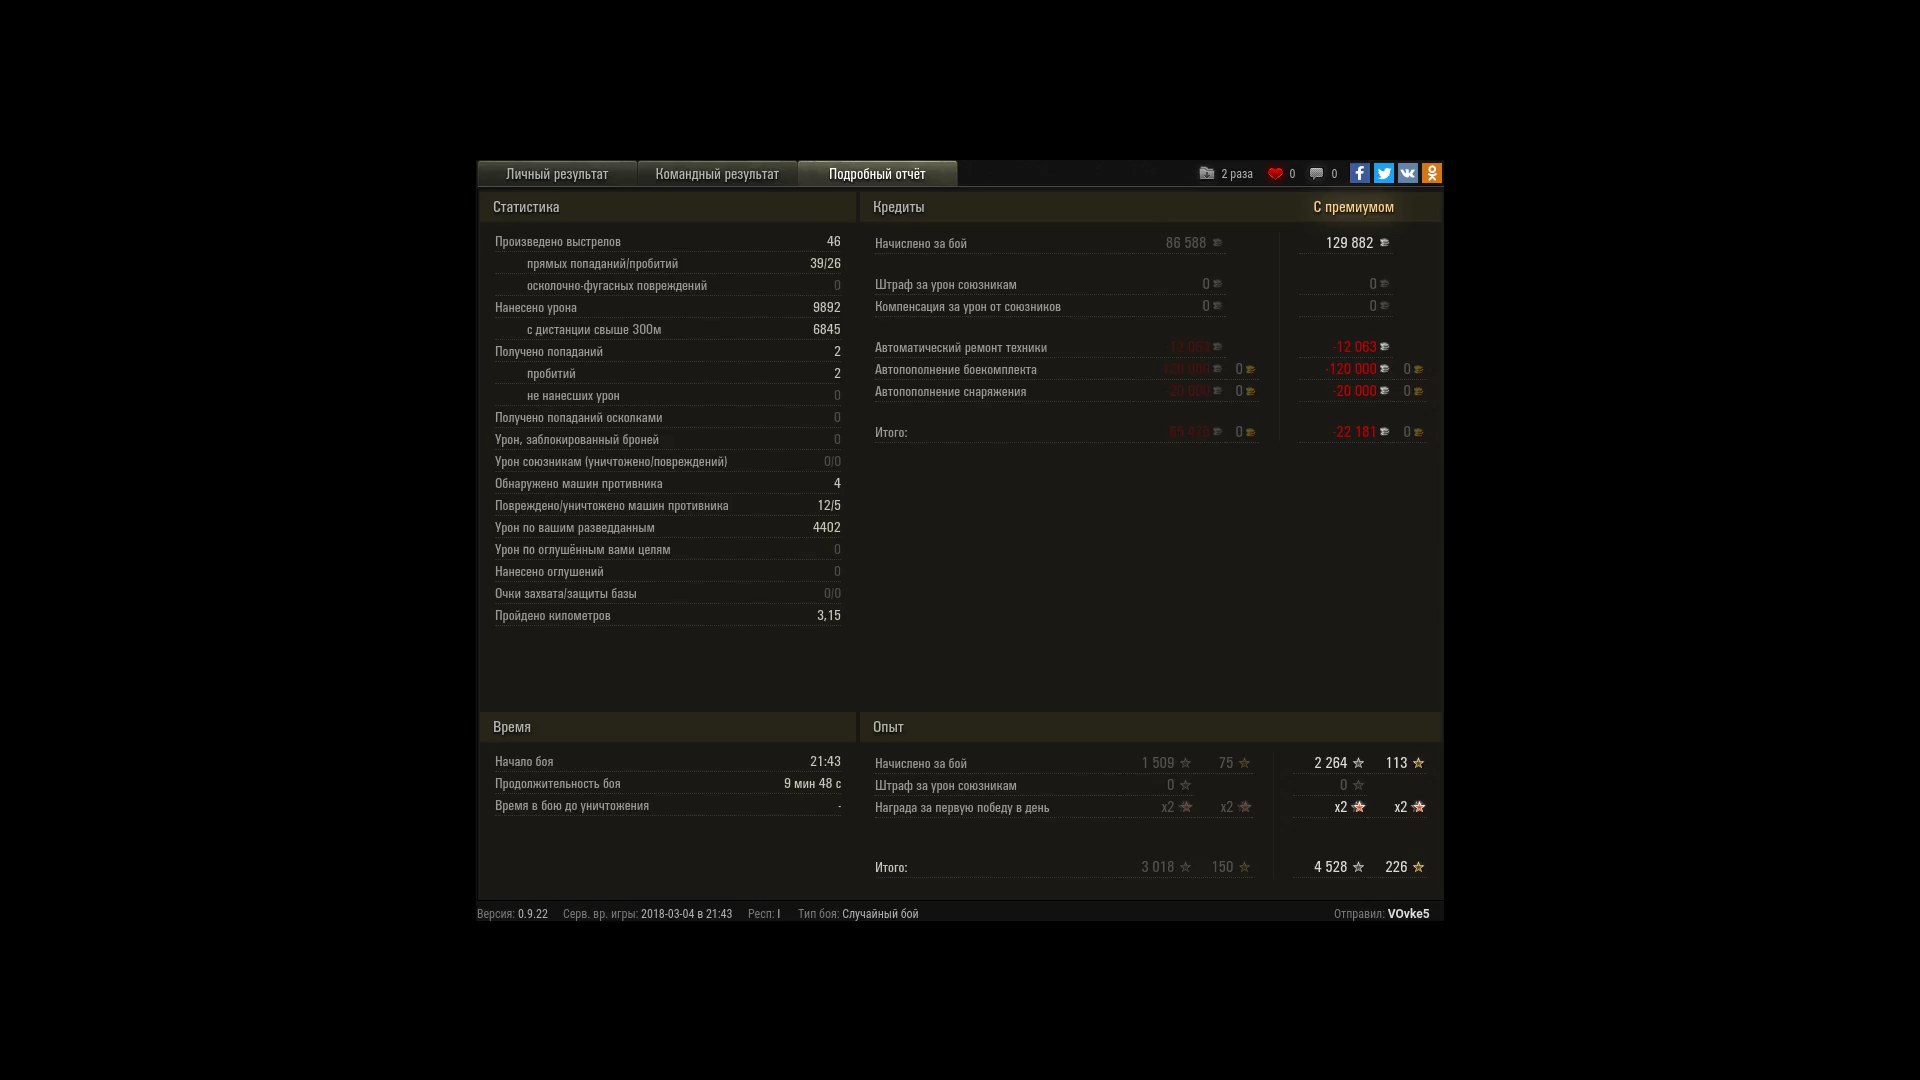 Личный результат Командный результат Подробный отчёт 2 раза 0 0
Статистика
Произведено выстрелов 46
прямых попаданий/пробитий 39/26
осколочно-фугасных повреждений 0
Нанесено урона 9892
с дистанции свыше 300м 6845
Получено попаданий 2
пробитий 2
не нанесших урон 0
Получено попаданий осколками 0
Урон, заблокированный броней 0
Урон союзникам (уничтожено/повреждений) 0/0
Обнаружено машин противника 4
Повреждено/уничтожено машин противника 12/5
Урон по вашим разведданным 4402
Урон по оглушённым вами целям 0
Нанесено оглушений 0
Очки захвата/защиты базы 0/0
Пройдено километров 3,15
Кредиты С премиумом
Начислено за бой 86 588 129 882
Штраф за урон союзникам 0 0
Компенсация за урон от союзников 0 0
Автоматический ремонт техники -12 063 -12 063
Автопополнение боекомплекта -120 000 0 -120 000 0
Автопополнение снаряжения -20 000 0 -20 000 0
Итого: -65 475 0 -22 181 0
Время
Начало боя 21:43
Продолжительность боя 9 мин 48 с
Время в бою до уничтожения -
Опыт
Начислено за бой 1 509 75 2 264 113
Штраф за урон союзникам 0 0
Награда за первую победу в день x2 x2 x2 x2
Итого: 3 018 150 4 528 226
Версия: 0.9.22 Серв. вр. игры: 2018-03-04 в 21:43 Респ: I Тип боя: Случайный бой Отправил: VOvke5